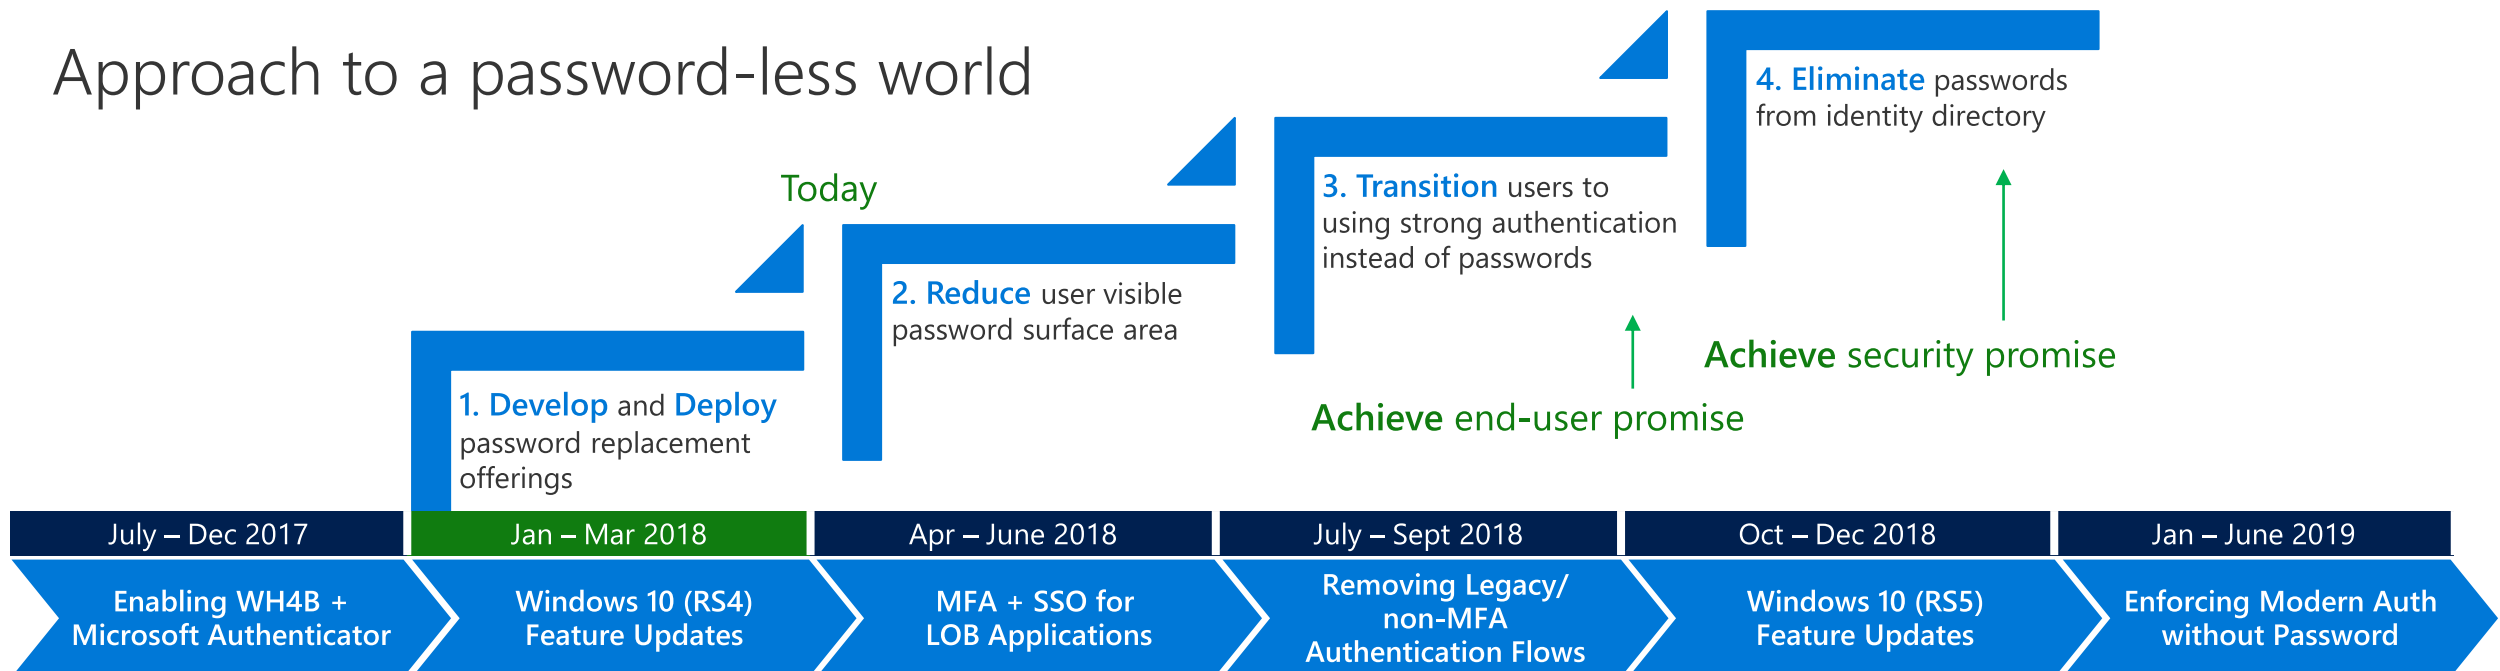 Approach to a password-less world
Today
1. Develop and Deploy
password replacement
offerings
2. Reduce user visible
password surface area
3. Transition users to
using strong authentication
instead of passwords
4. Eliminate passwords
from identity directory
Achieve end-user promise
Achieve security promise
July – Dec 2017
Jan – Mar 2018
Apr – June 2018
July – Sept 2018
Oct – Dec 2018
Jan – June 2019
Enabling WH4B +
Microsoft Authenticator
Windows 10 (RS4)
Feature Updates
MFA + SSO for
LOB Applications
Removing Legacy/
non-MFA
Authentication Flows
Windows 10 (RS5)
Feature Updates
Enforcing Modern Auth
without Password